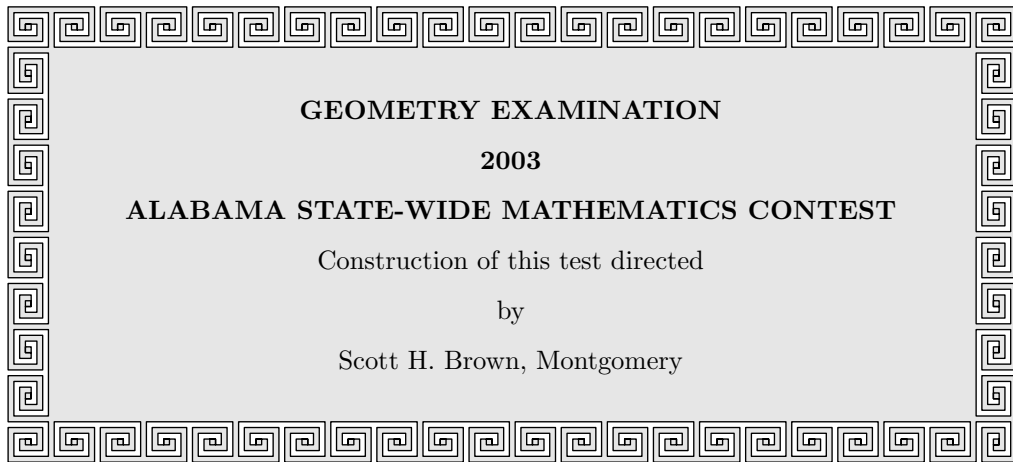 GEOMETRY EXAMINATION
2003
ALABAMA STATE-WIDE MATHEMATICS CONTEST
Construction of this test directed
by
Scott H. Brown, Montgomery